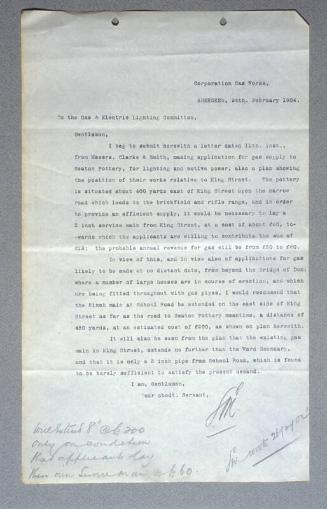 Corporation Gas Works,
ABERDEEN, 24th. February 1904.
To the Gas & Electric Lighting Committee,
Gentlemen,
I beg to submit herewith a letter dated 11th. inst.,
from Messrs. Clarke & Smith, making application for gas supply to
Seaton Pottery, for lighting and motive power, also a plan showing
the position of their works relative to King Street. The pottery
is situated about 400 yards east of King Street upon the narrow
road which leads to the brickfield and rifle range, and in order
to provide an efficient supply, it would be necessary to lay a
service main from King Street, at a cost of about £60, to-
wards which the applicants are willing to contribute the sum of
the probable annual revenue for gas will be from £50 to £60.
In view of this, and in view also of applications for gas
likely to be made at no distant date, from beyond the Bridge of Don,
where a number of large houses are in course of erection, and which
are being fitted throughout with gas pipes, I would recommend that
the main at School Road be extended on the east side of King
Street as far as the road to Seaton Pottery meantime, a distance of
480 yards, at an estimated cost of £200, as shown on plan herewith.
It will also be seen from the plan that the existing gas
main in King Street, extends no further than the Ward Boundary,
and that it is only a 2 inch pipe from School Road, which is found
to be barely sufficient to satisfy the present demand.
I am, Gentlemen,
Your obedt. Servant,
8" @ £200
Only on condition
that applicants lay
own Service main @ £60.